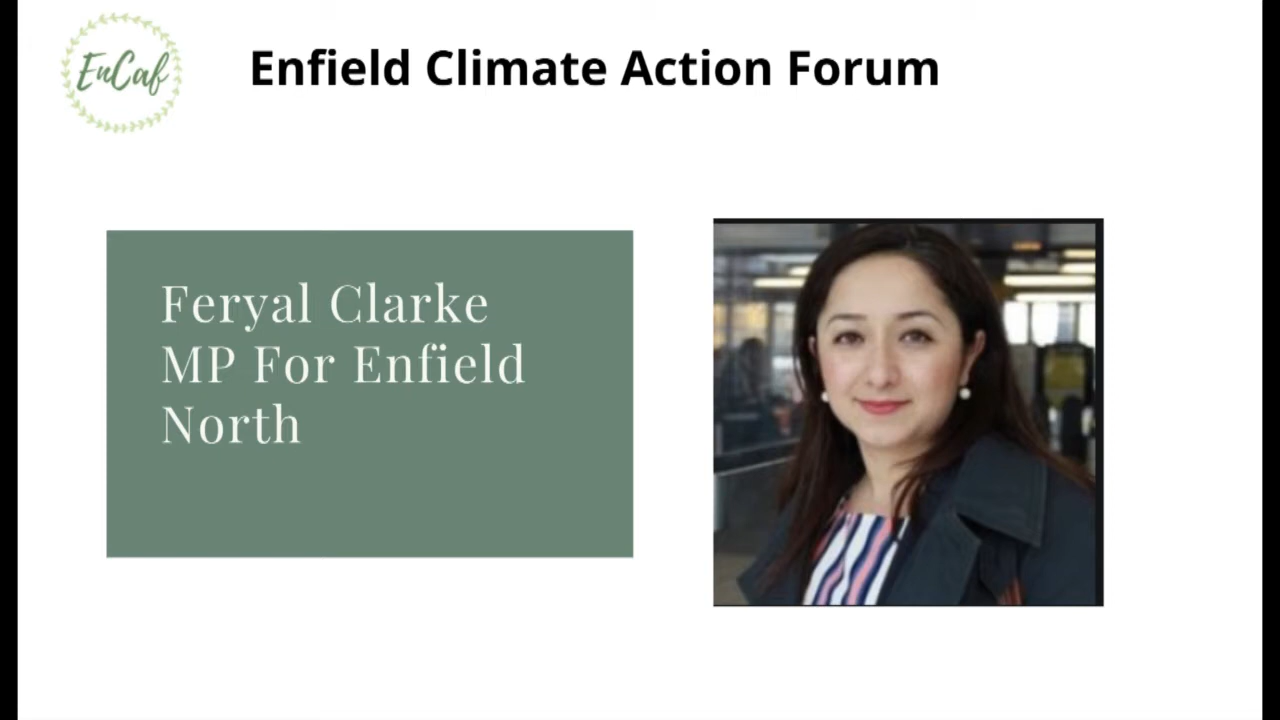 EnCaf
Enfield Climate Action Forum
Feryal Clarke
MP For Enfield
North